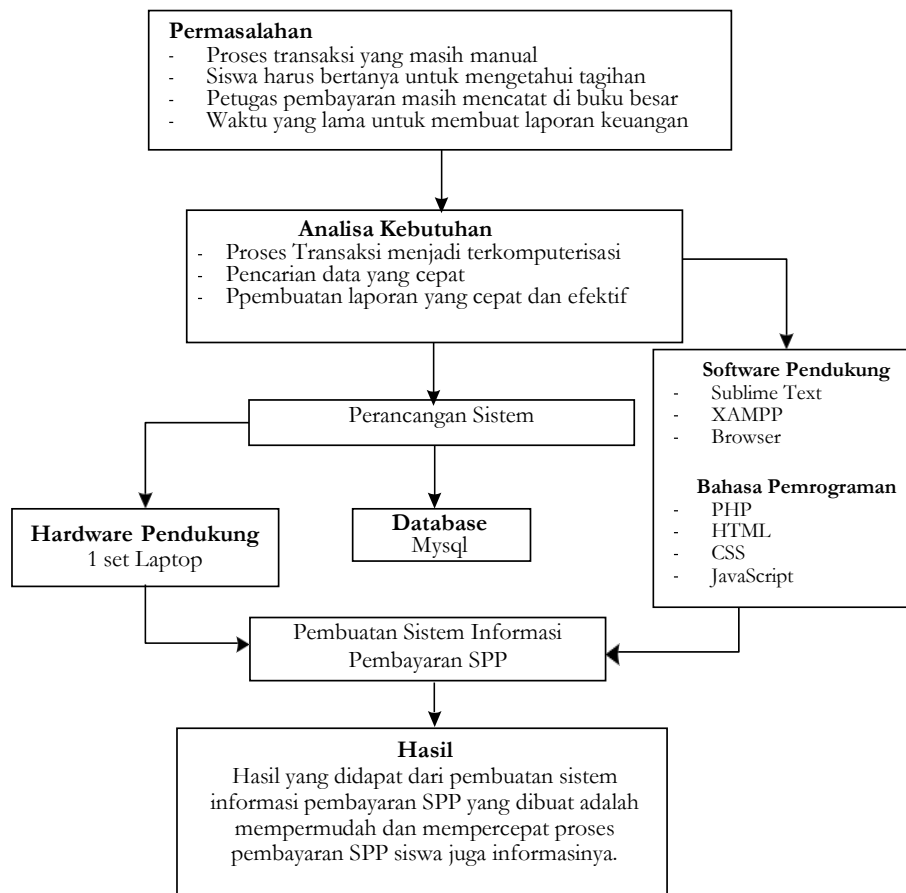 Permasalahan
- Proses transaksi yang masih manual
- Siswa harus bertanya untuk mengetahui tagihan
- Petugas pembayaran masih mencatat di buku besar
- Waktu yang lama untuk membuat laporan keuangan
Analisa Kebutuhan
- Proses Transaksi menjadi terkomputerisasi
- Pencarian data yang cepat
- Ppembuatan laporan yang cepat dan efektif
Software Pendukung
- Sublime Text
- XAMPP
- Browser
Bahasa Pemrograman
- PHP
- HTML
- CSS
- JavaScript
Perancangan Sistem
Hardware Pendukung
1 set Laptop
Database
Mysql
Pembuatan Sistem Informasi
Pembayaran SPP
Hasil
Hasil yang didapat dari pembuatan sistem
informasi pembayaran SPP yang dibuat adalah
mempermudah dan mempercepat proses
pembayaran SPP siswa juga informasinya.